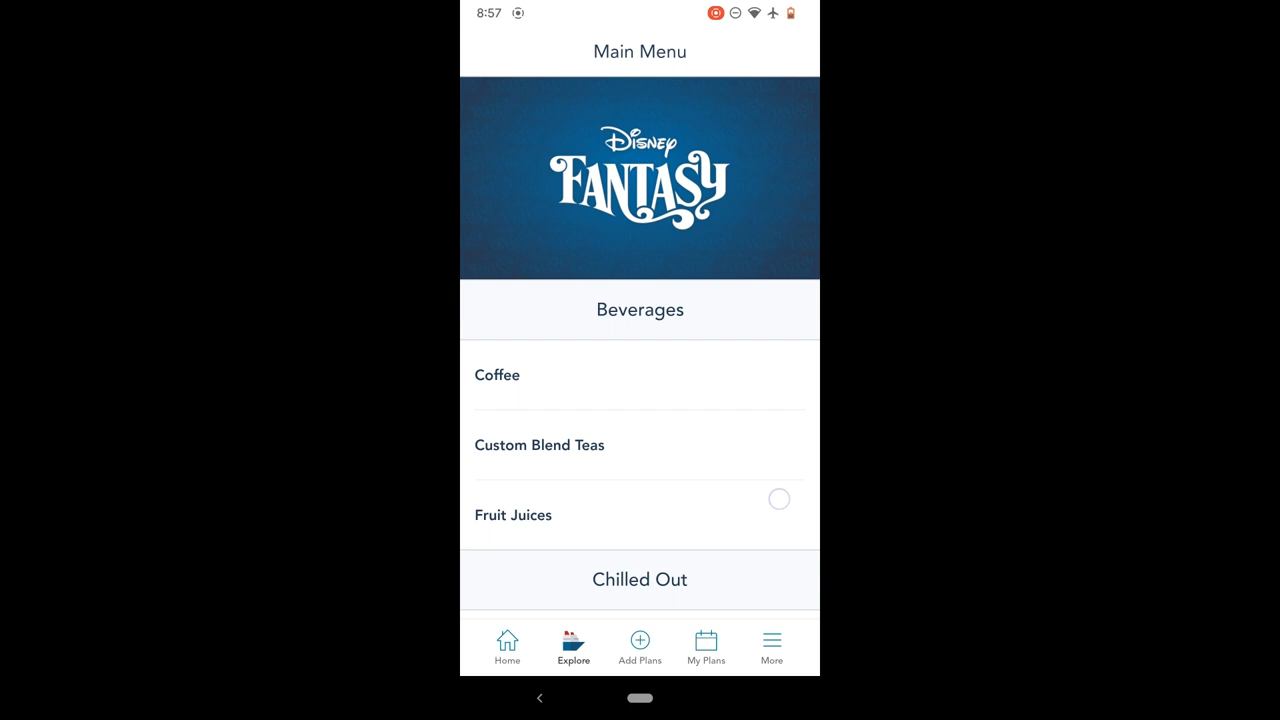 8:57
Main Menu
Disney
FANTASY
Beverages
Coffee
Custom Blend Teas
Fruit Juices
Chilled Out
Home
Explore
Add Plans
My Plans
More